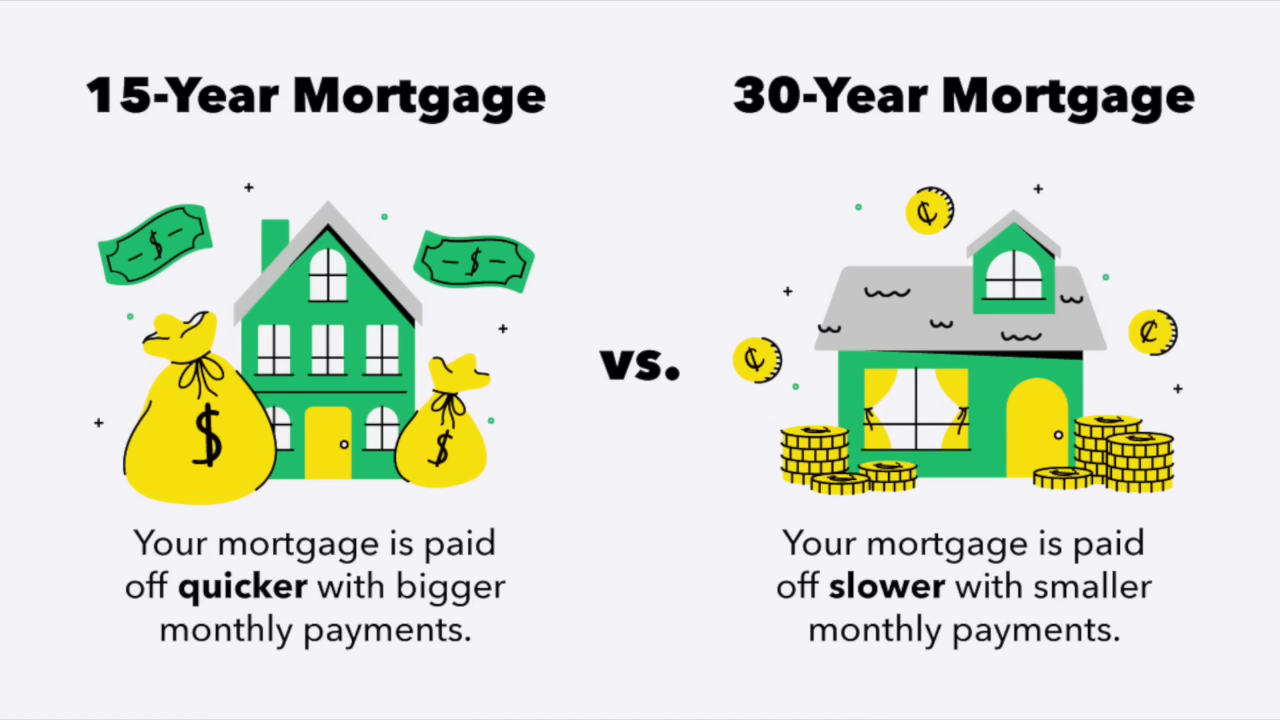 15-Year Mortgage
$
$
$
$
Your mortgage is paid
off quicker with bigger
monthly payments.
vs.
30-Year Mortgage
₵
₵
₵
Your mortgage is paid
off slower with smaller
monthly payments.